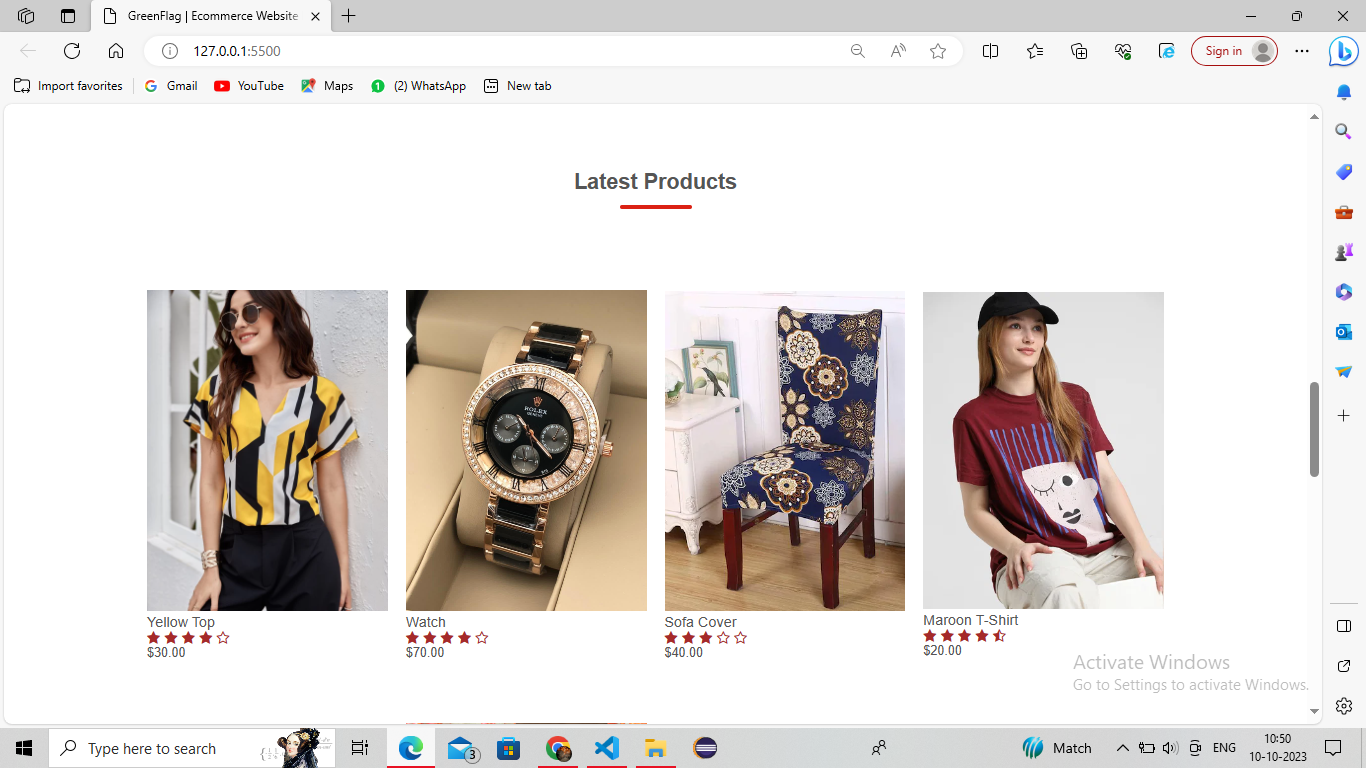 GreenFlag | Ecommerce Website
127.0.0.1:5500
Sign in
Import favorites
Gmail
YouTube
Maps
(2) WhatsApp
New tab
Latest Products
ROLEX
Yellow Top
$30.00
Watch
$70.00
Sofa Cover
$40.00
Maroon T-Shirt
$20.00
Activate Windows
Go to Settings to activate Windows.
Type here to search
3
Match
ENG
10:50
10-10-2023